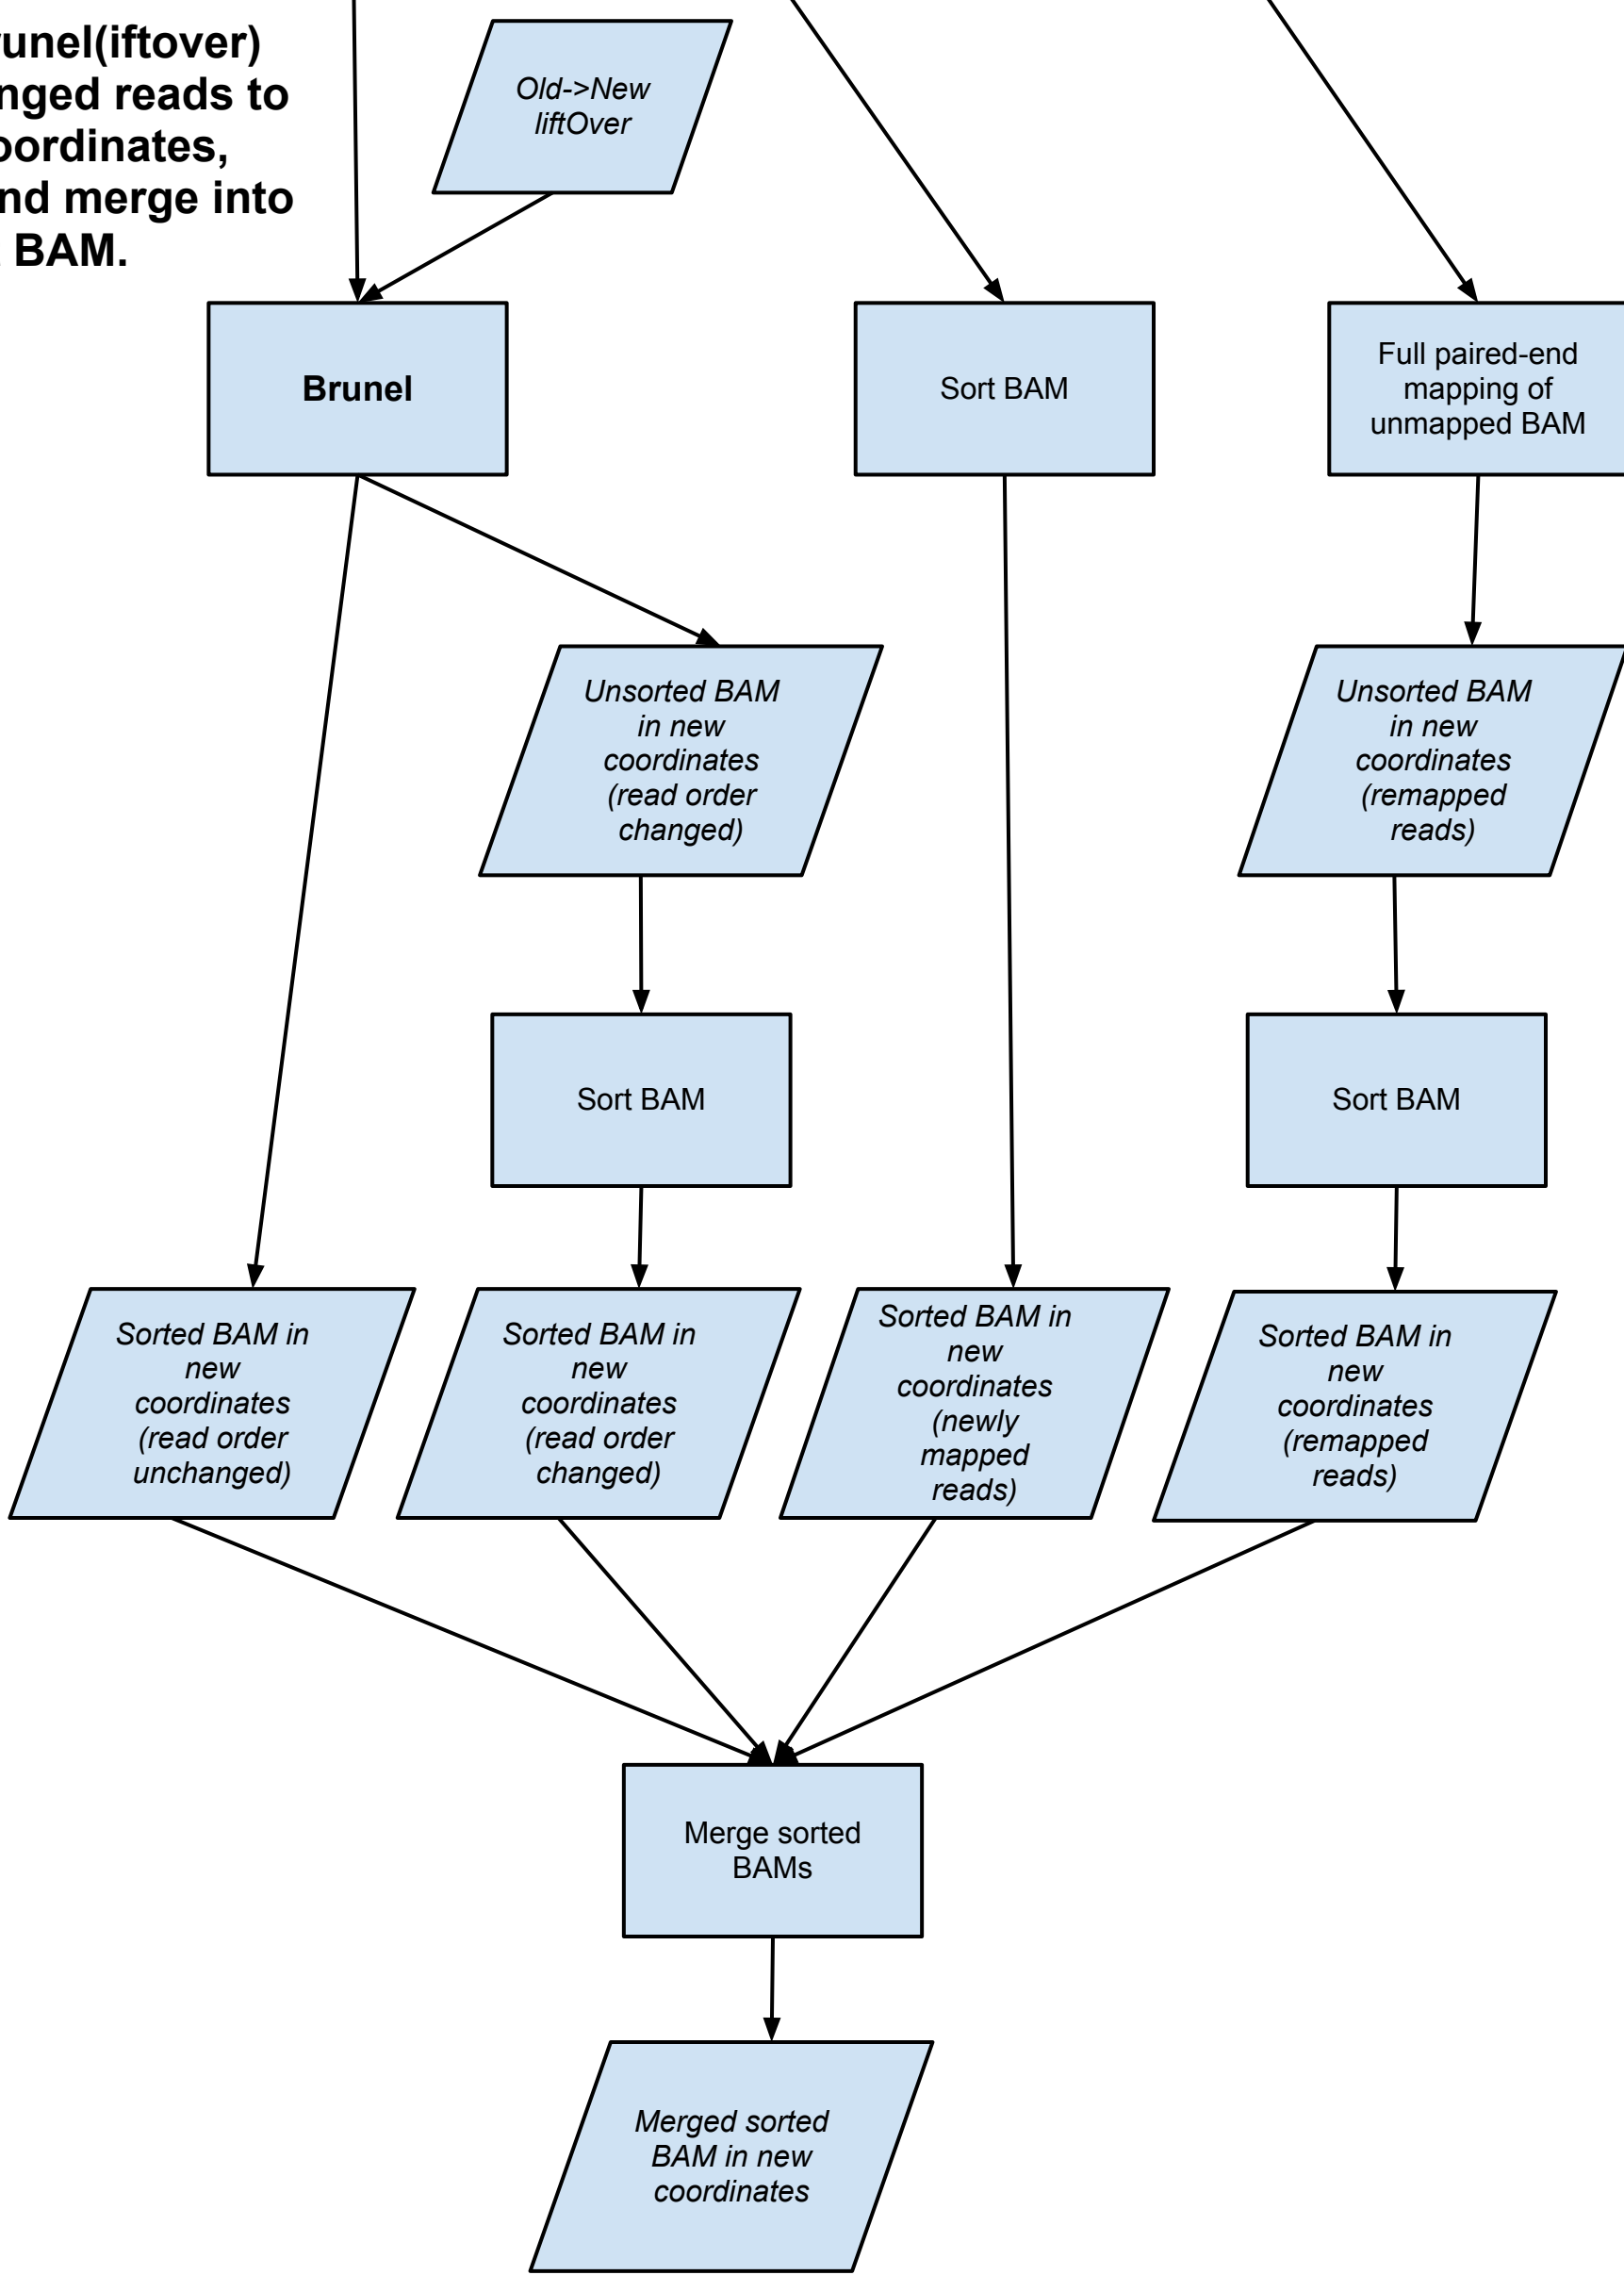 runel(iftover)
nged reads to
oordinates,
nd merge into
BAM.
Old->New
liftOver
Brunel
Sort BAM
Full paired-end
mapping of
unmapped BAM
Unsorted BAM
in new
coordinates
(read order
changed)
Unsorted BAM
in new
coordinates
(remapped
reads)
Sort BAM
Sort BAM
Sorted BAM in
new
coordinates
(read order
unchanged)
Sorted BAM in
new
coordinates
(read order
changed)
Sorted BAM in
new
coordinates
(newly
mapped
reads)
Sorted BAM in
new
coordinates
(remapped
reads)
Merge sorted
BAMs
Merged sorted
BAM in new
coordinates